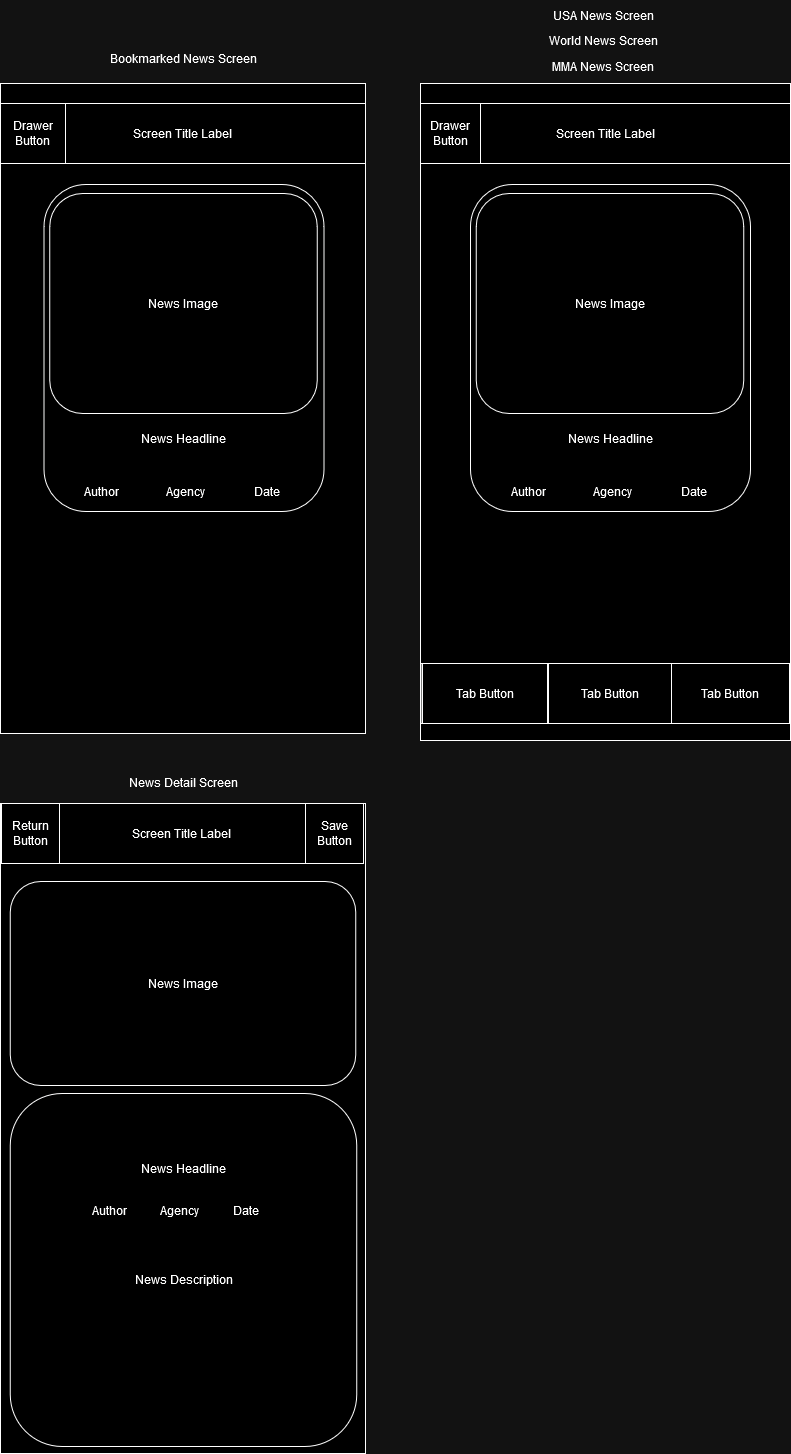 Bookmarked News Screen
Drawer
Button
Screen Title Label
News Image
News Headline
Author Agency Date
USA News Screen
World News Screen
MMA News Screen
Drawer
Button
Screen Title Label
News Image
News Headline
Author Agency Date
Tab Button Tab Button Tab Button
News Detail Screen
Return
Button
Screen Title Label
Save
Button
News Image
News Headline
Author Agency Date
News Description